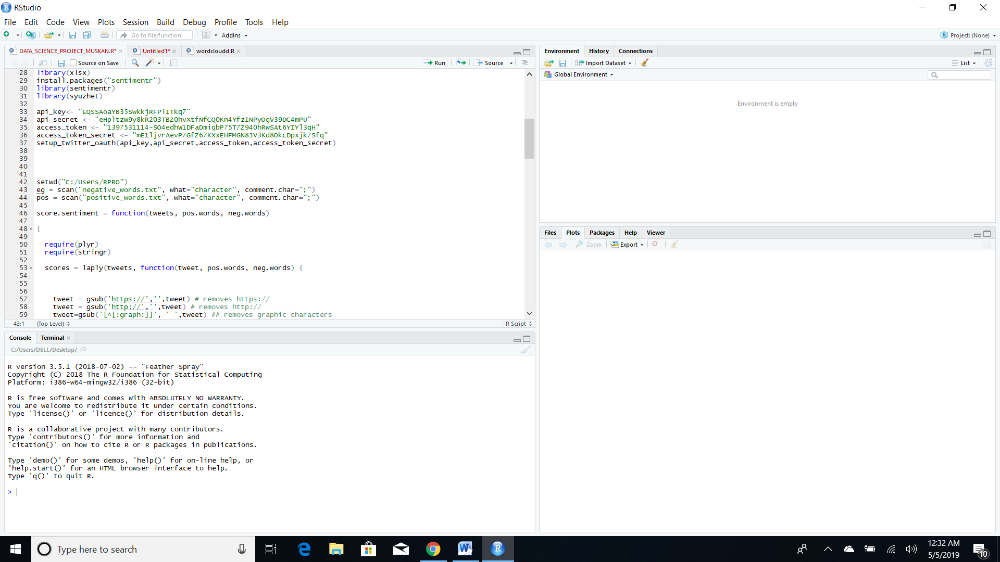 RStudio
File Edit Code View Plots Session Build Debug Profile Tools Help
Go to file/function Addins Project: (None)
DATA_SCIENCE_PROJECT_MUSKAN.R* Untitled1* wordcloudd.R
Source on Save Run Source
28 library(xlsx)
29 install.packages("sentimentr")
30 library(sentimentr)
31 library(syuzhet)
32
33 api_key<-
34 api_secret <-
35 access_token <-
36 access_token_secret <-
37 setup_twitter_oauth(api_key,api_secret,access_token,access_token_secret)
38
39
40
41
42 setwd("C:/Users/RPRO")
43 eg = scan("negative_words.txt", what="character", comment.char=";")
44 pos = scan("positive_words.txt", what="character", comment.char=";")
45
46 score.sentiment = function(tweets, pos.words, neg.words)
47
48 {
49
50 require(plyr)
51 require(stringr)
52
53 scores = laply(tweets, function(tweet, pos.words, neg.words) {
54
55
56
57 tweet = gsub('https://','',tweet) # removes https://
58 tweet = gsub('http://','',tweet) # removes http://
59 tweet=gsub('[^[:graph:]]', ' ',tweet) ## removes graphic characters
43:1 (Top Level) R Script
Console Terminal
C:/Users/DELL/Desktop/
R version 3.5.1 (2018-07-02) -- "Feather Spray"
Copyright (C) 2018 The R Foundation for Statistical Computing
Platform: i386-w64-mingw32/i386 (32-bit)
R is free software and comes with ABSOLUTELY NO WARRANTY.
You are welcome to redistribute it under certain conditions.
Type 'license()' or 'licence()' for distribution details.
R is a collaborative project with many contributors.
Type 'contributors()' for more information and
'citation()' on how to cite R or R packages in publications.
Type 'demo()' for some demos, 'help()' for on-line help, or
'help.start()' for an HTML browser interface to help.
Type 'q()' to quit R.
>
Environment History Connections
Import Dataset List
Global Environment
Environment is empty
Files Plots Packages Help Viewer
Zoom Export
Type here to search
12:32 AM
5/5/2019
10